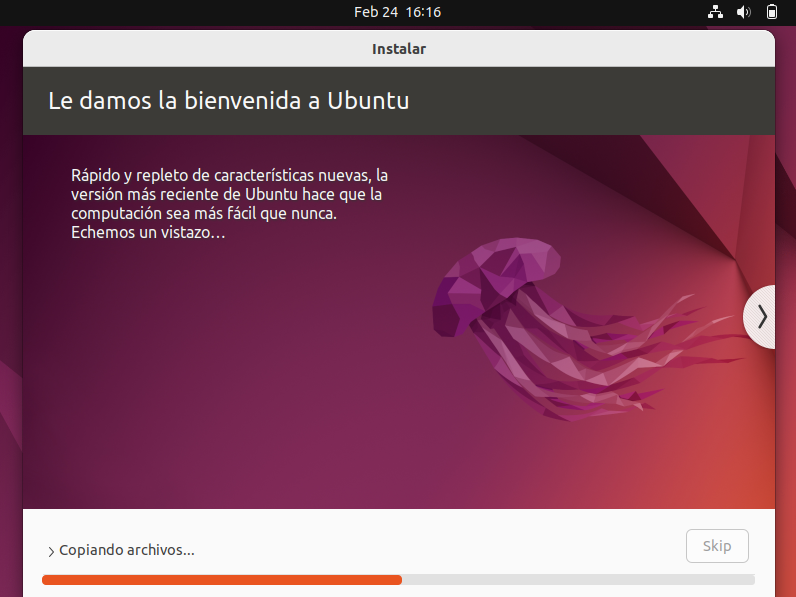 Feb 24 16:16
Instalar
Le damos la bienvenida a Ubuntu
Rápido y repleto de características nuevas, la
versión más reciente de Ubuntu hace que la
computación sea más fácil que nunca.
Echemos un vistazo…
Copiando archivos...
Skip